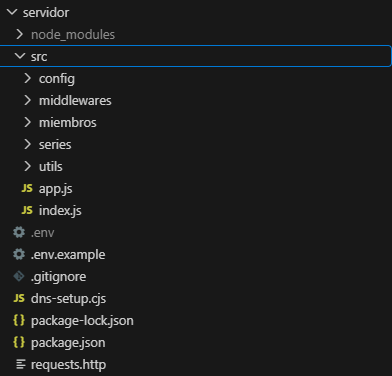 servidor
node_modules
src
config
middlewares
miembros
series
utils
JS app.js
JS index.js
.env
.env.example
.gitignore
dns-setup.cjs
{} package-lock.json
{} package.json
requests.http